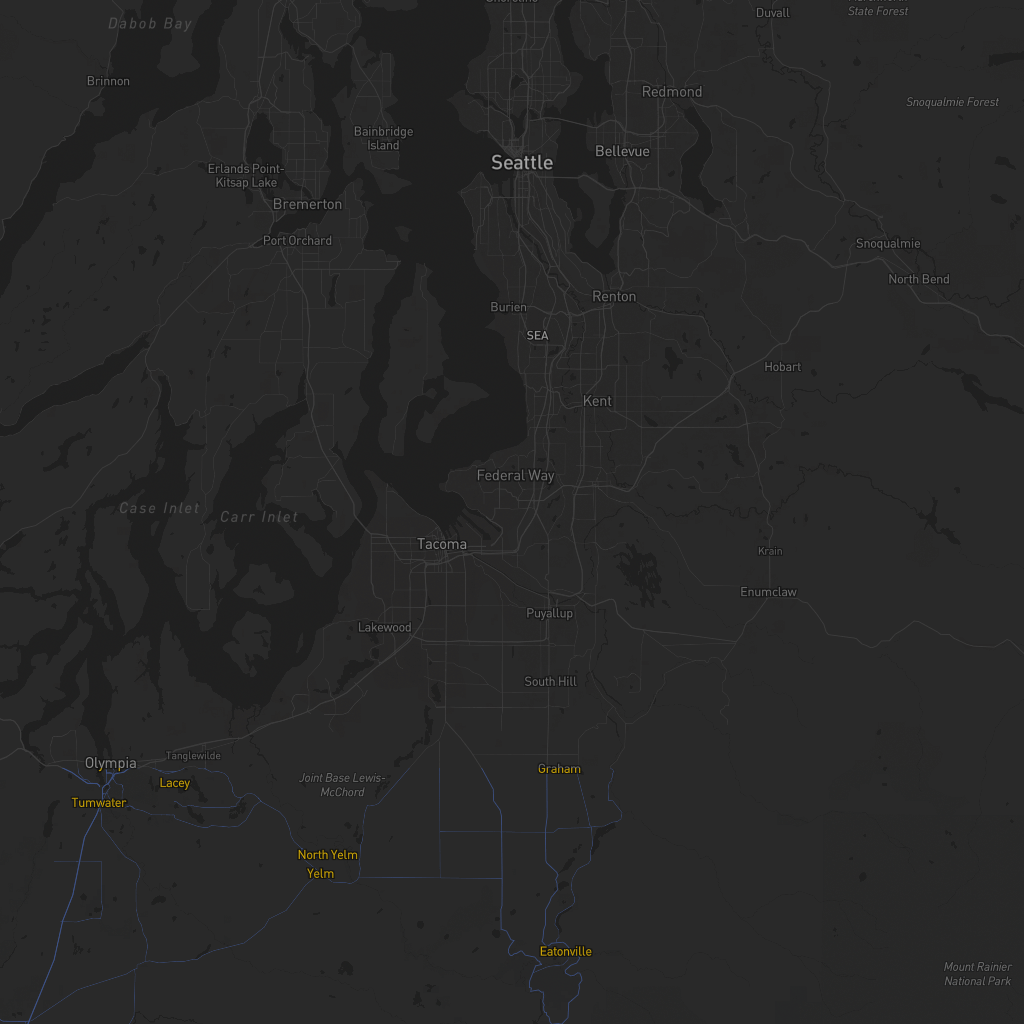 Shoreline
Dabob Bay
Duvall
State Forest
Brinnon
Redmond
Snoqualmie Forest
Bainbridge
Island
Bellevue
Seattle
Erlands Point-
Kitsap Lake
Bremerton
Port Orchard
Snoqualmie
North Bend
Renton
Burien
SEA
Hobart
Kent
Federal Way
Case Inlet
Carr Inlet
Tacoma
Krain
Enumclaw
Puyallup
Lakewood
South Hill
Tanglewilde
Olympia
Graham
Joint Base Lewis-
McChord
Lacey
Tumwater
North Yelm
Yelm
Eatonville
Mount Rainier
National Park